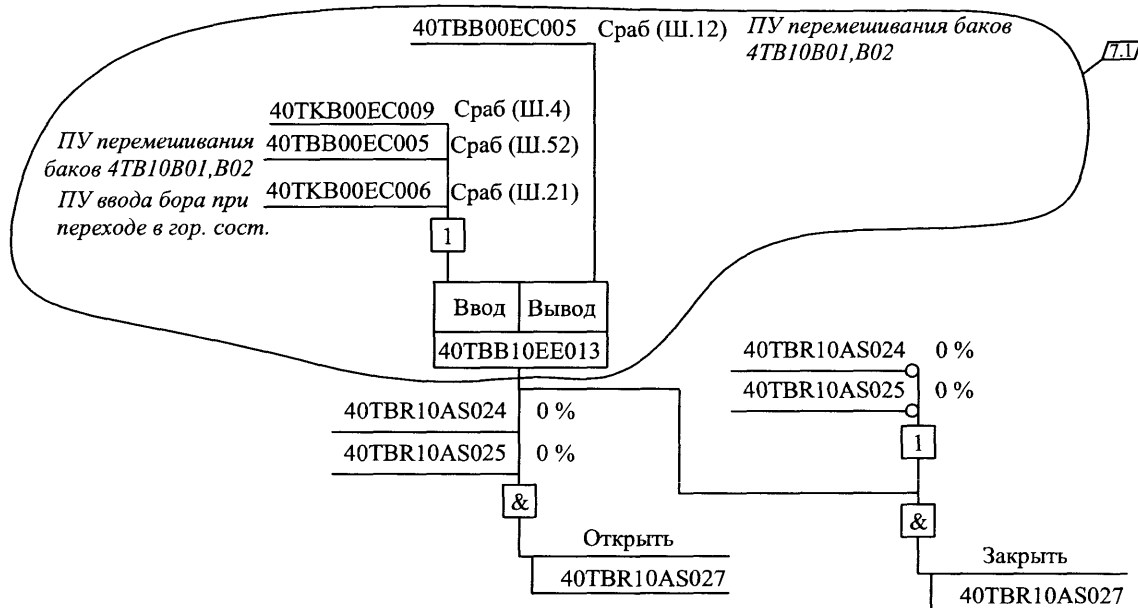 40TBB00EC005 Сраб (Ш.12) ПУ перемешивания баков
4TB10B01,B02
7.1
40TKB00EC009 Сраб (Ш.4)
ПУ перемешивания
баков 4TB10B01,B02
40TBB00EC005 Сраб (Ш.52)
ПУ ввода бора при
переходе в гор. сост.
40TKB00EC006 Сраб (Ш.21)
1
Ввод Вывод
40TBB10EE013
40TBR10AS024 0 %
40TBR10AS025 0 %
&
Открыть
40TBR10AS027
40TBR10AS024 0 %
40TBR10AS025 0 %
1
&
Закрыть
40TBR10AS027